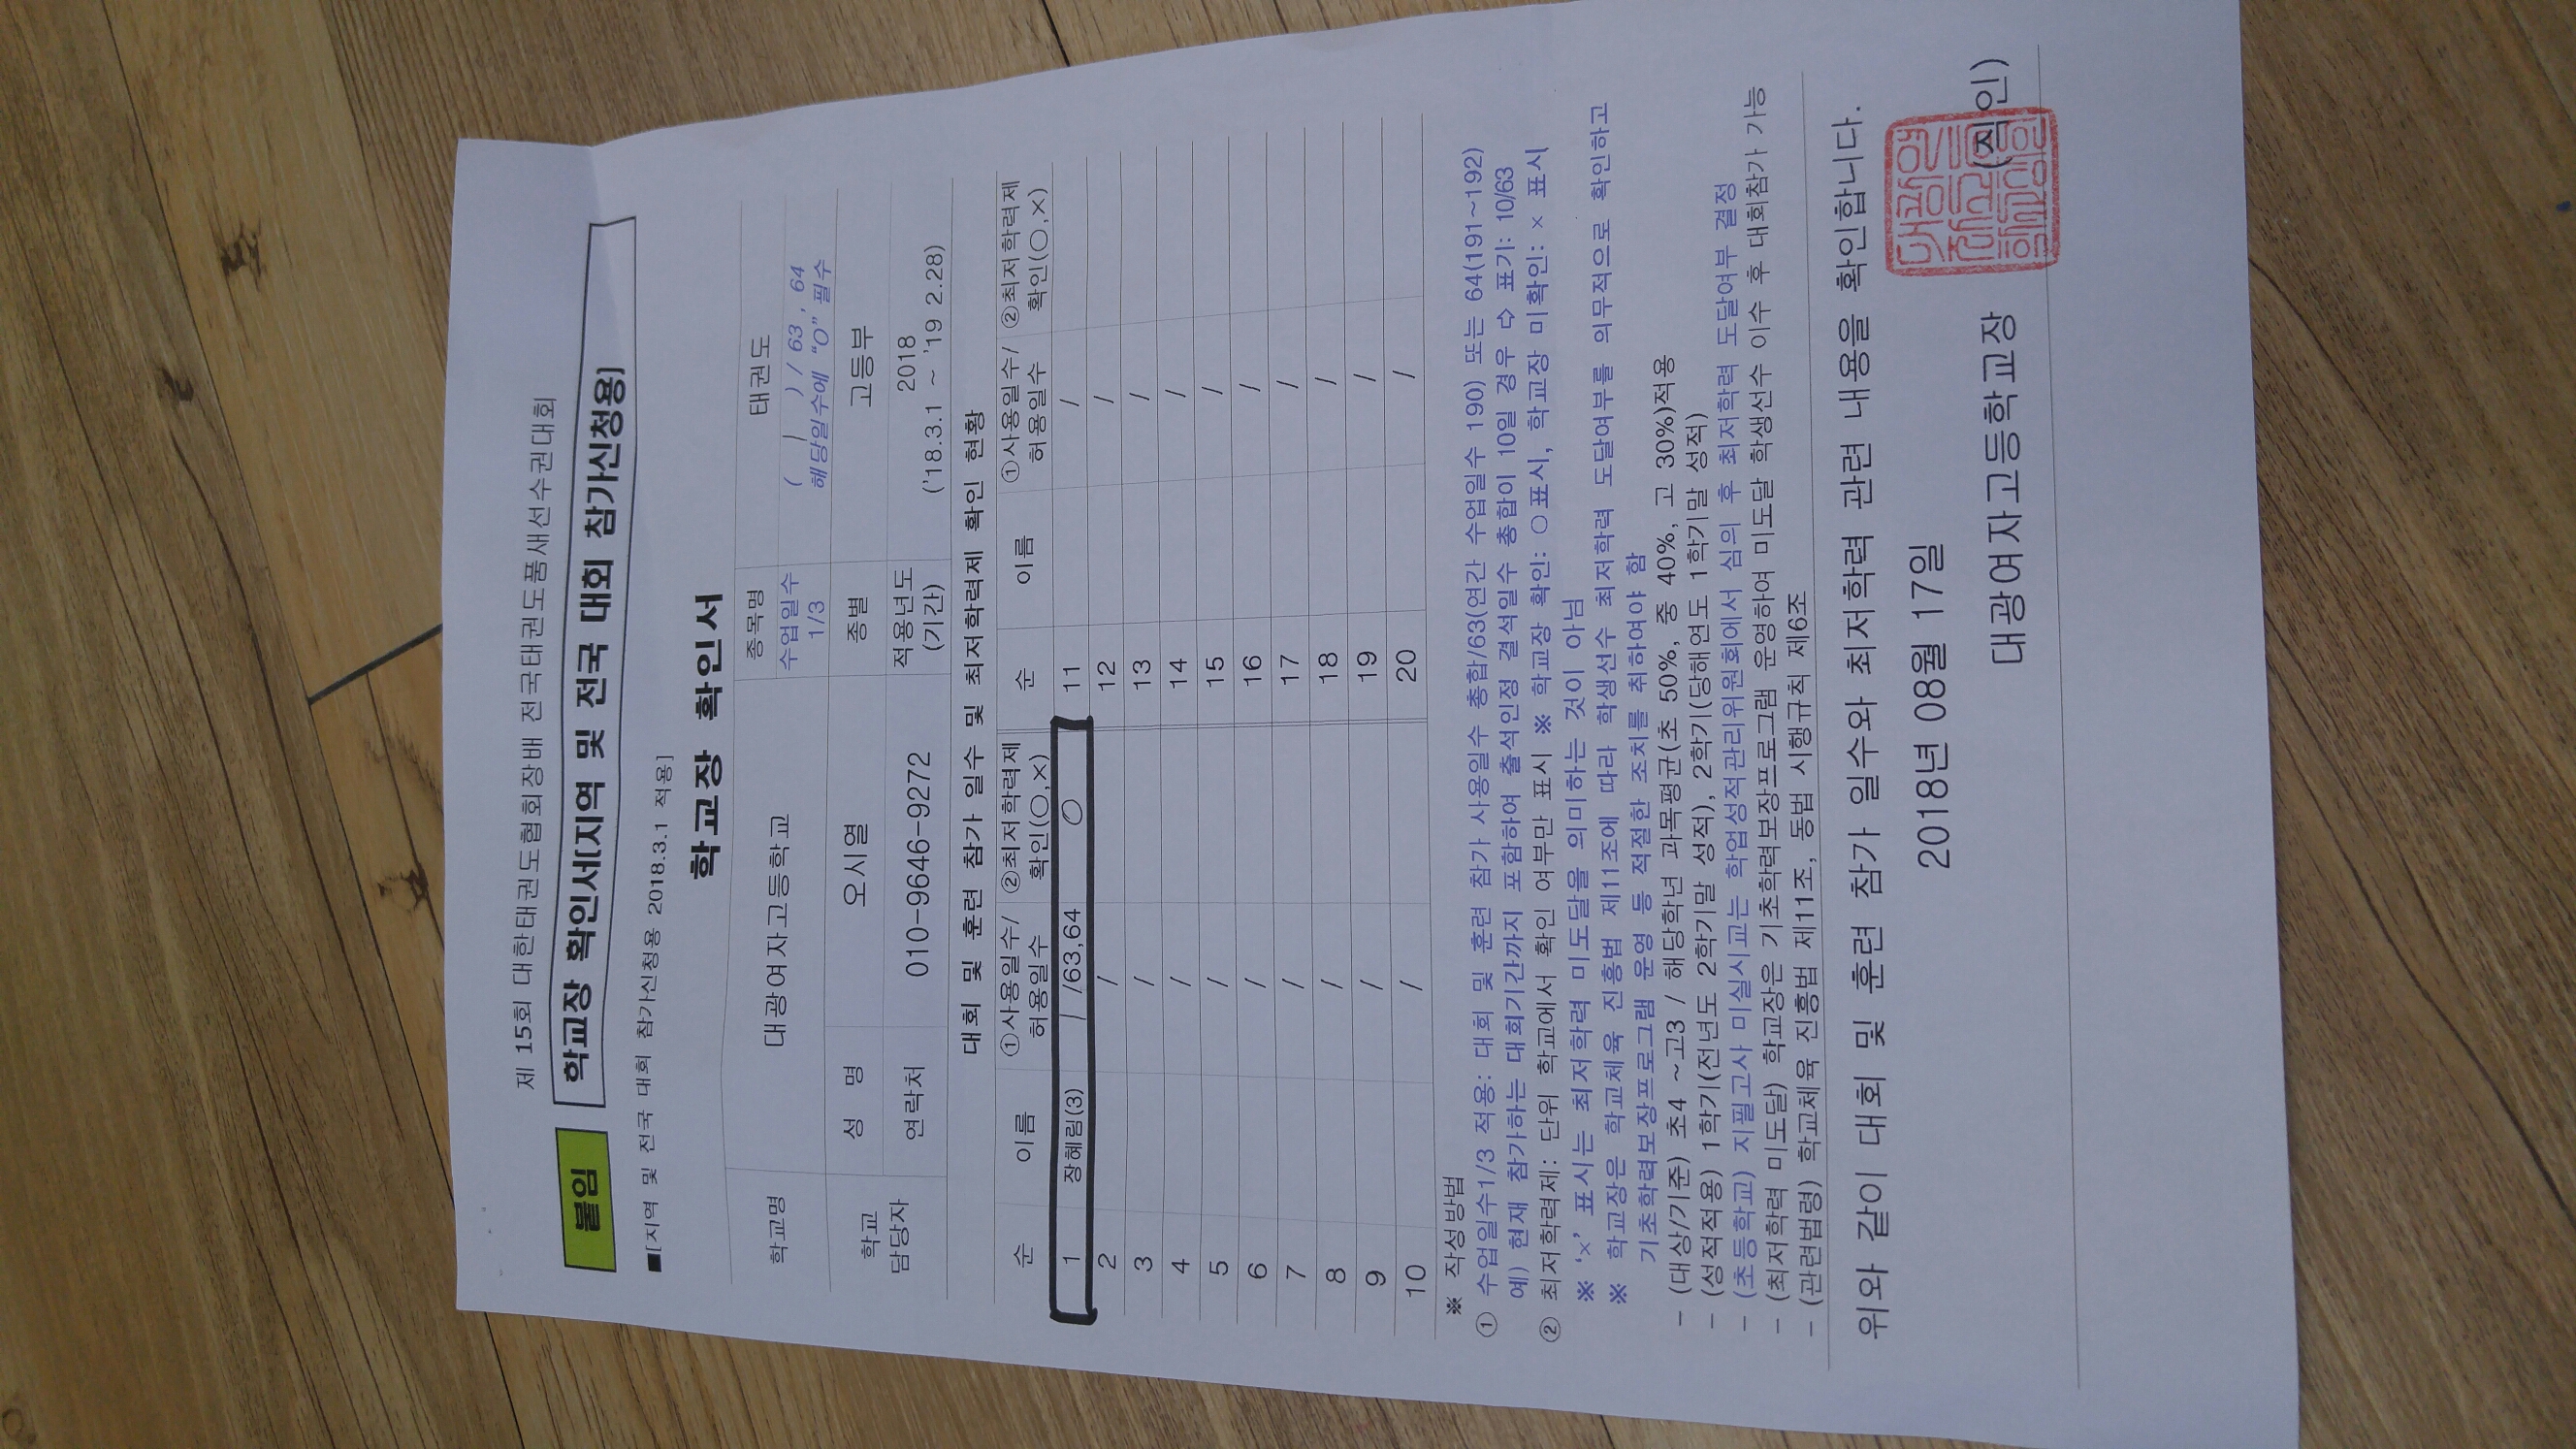 제 15회 대한태권도협회장배 전국태권도품새선수권대회
붙임 학교장 확인서[지역 및 전국 대회 참가신청용]
■[지역 및 전국 대회 참가신청용 2018.3.1 적용]
학교장 확인서
학교명 대광여자고등학교 종목명 태권도
수업일수 1/3 ( / ) / 63 , 64
해당일수에 "O" 필수
학교 담당자 성 명 오시열 종별 고등부
연락처 010-9646-9272 적용년도 (기간) 2018
('18.3.1 ~ '19 2.28)
대회 및 훈련 참가 일수 및 최저학력제 확인 현황
순 이름 ①사용일수/허용일수 ②최저학력제 확인(○,×) 순 이름 ①사용일수/허용일수 ②최저학력제 확인(○,×)
1 장혜림(3) / /63,64 ○ 11 /
2 / 12 /
3 / 13 /
4 / 14 /
5 / 15 /
6 / 16 /
7 / 17 /
8 / 18 /
9 / 19 /
10 / 20 /
※ 작성방법
① 수업일수1/3 적용: 대회 및 훈련 참가 사용일수 총합/63(연간 수업일수 190) 또는 64(191~192)
예) 현재 참가하는 대회기간까지 포함하여 출석인정 결석일수 총합이 10일 경우 ⇨ 표기: 10/63
② 최저학력제: 단위 학교에서 확인 여부만 표시 ※ 학교장 확인: ○표시, 학교장 미확인: × 표시
※ '×' 표시는 최저학력 미도달을 의미하는 것이 아님
※ 학교장은 학교체육 진흥법 제11조에 따라 학생선수 최저학력 도달여부를 의무적으로 확인하고
기초학력보장프로그램 운영 등 적절한 조치를 취하여야 함
- (대상/기준) 초4 ~고3 / 해당학년 과목평균(초 50%, 중 40%, 고 30%)적용
- (성적적용) 1학기(전년도 2학기말 성적), 2학기(당해연도 1학기말 성적)
- (초등학교) 지필고사 미실시교는 학업성적관리위원회에서 심의 후 최저학력 도달여부 결정
- (최저학력 미도달) 학교장은 기초학력보장프로그램 운영하여 미도달 학생선수 이수 후 대회참가 가능
- (관련법령) 학교체육 진흥법 제11조, 동법 시행규칙 제6조
위와 같이 대회 및 훈련 참가 일수와 최저학력 관련 내용을 확인합니다.
2018년 08월 17일
대광여자고등학교장 (직인)